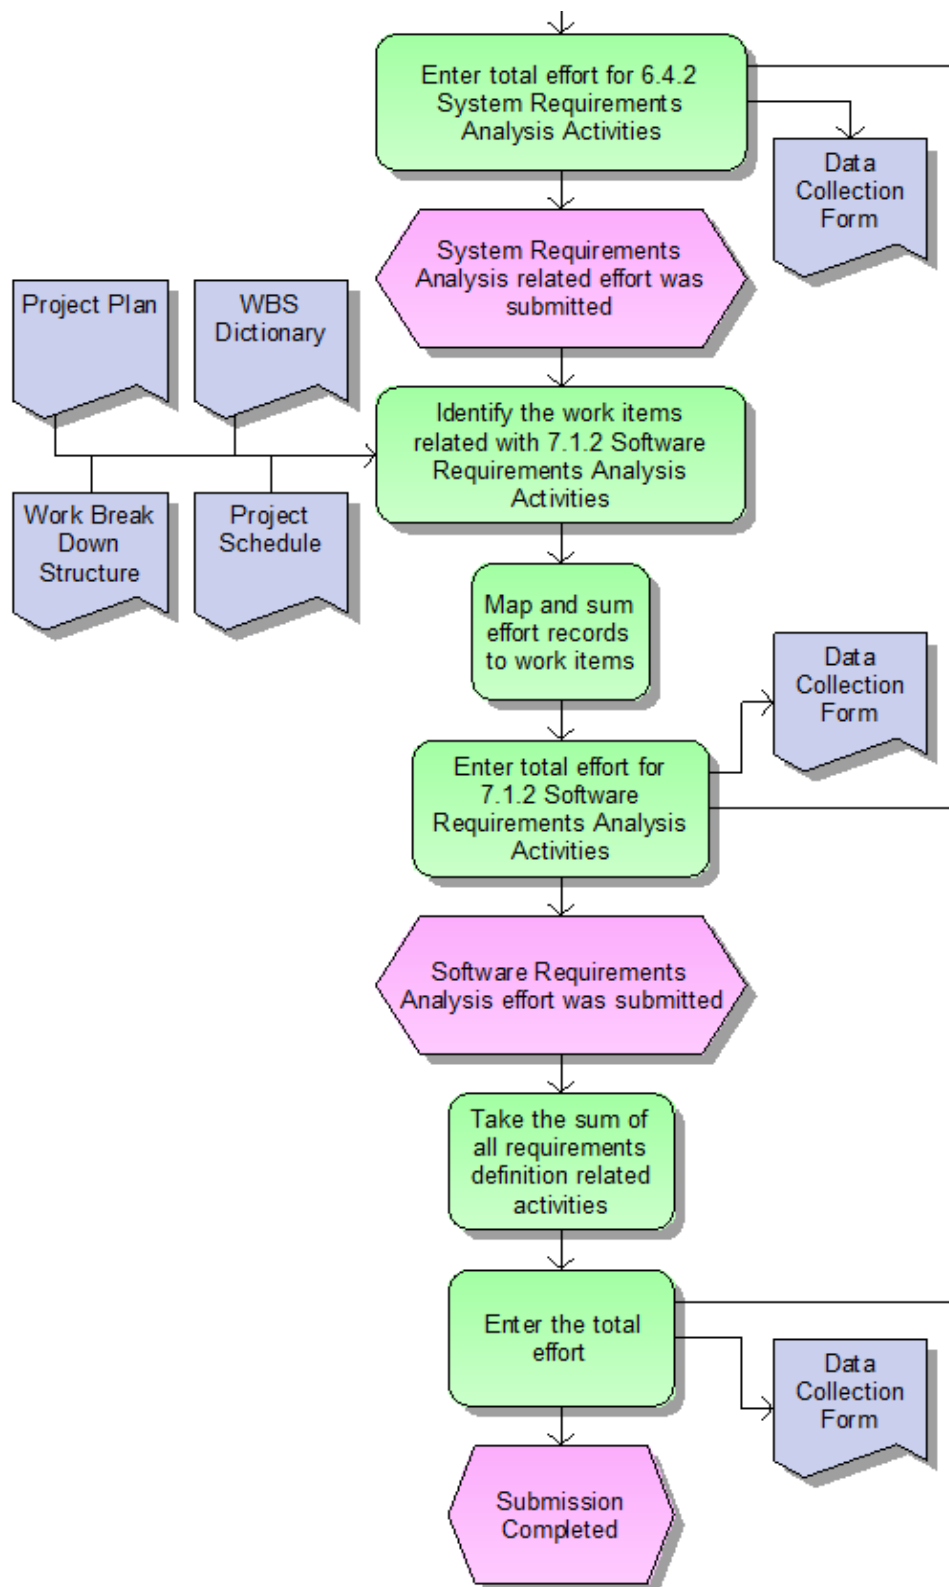 Enter total effort for 6.4.2
System Requirements
Analysis Activities
Data
Collection
Form
System Requirements
Analysis related effort was
submitted
Project Plan
WBS
Dictionary
Identify the work items
related with 7.1.2 Software
Requirements Analysis
Activities
Work Break
Down
Structure
Project
Schedule
Map and sum
effort records
to work items
Data
Collection
Form
Enter total effort for
7.1.2 Software
Requirements Analysis
Activities
Software Requirements
Analysis effort was submitted
Take the sum of
all requirements
definition related
activities
Enter the total
effort
Data
Collection
Form
Submission
Completed